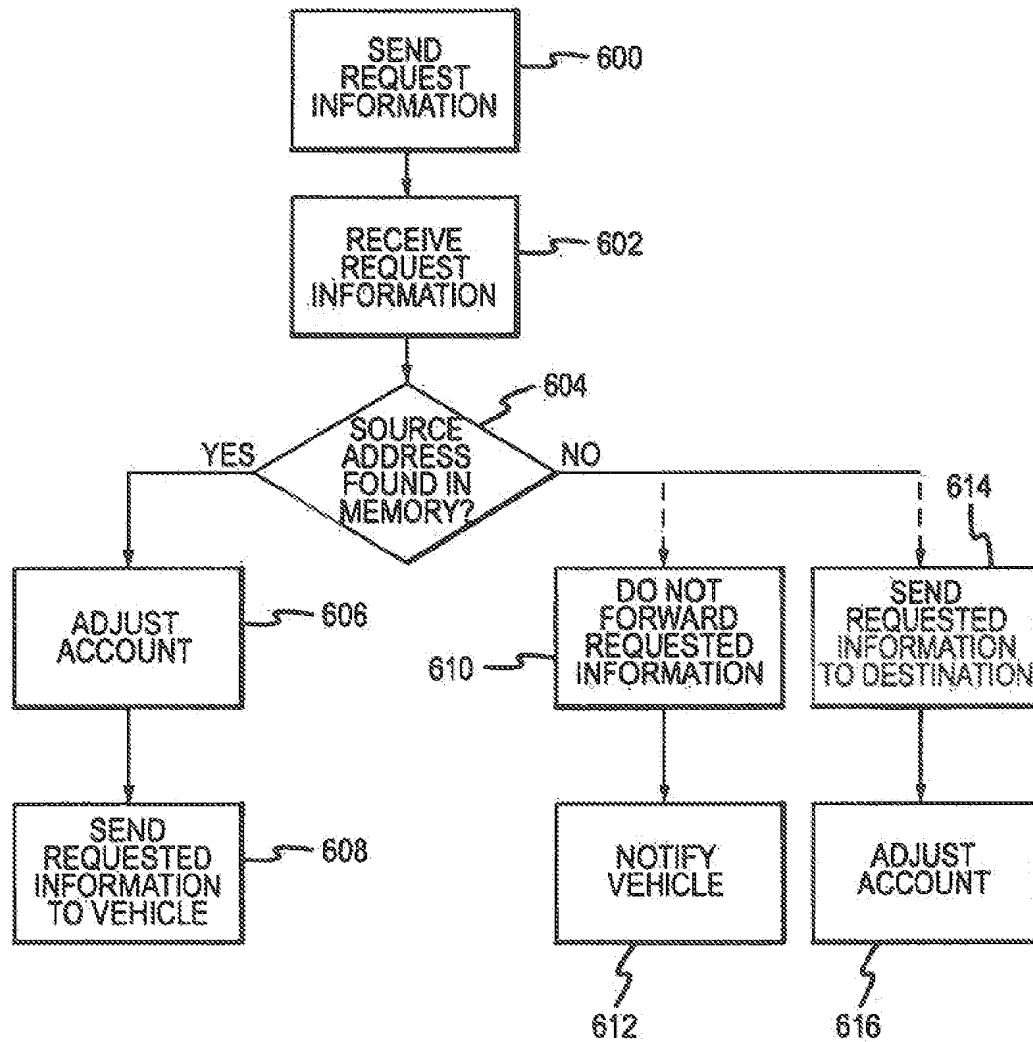 SEND
REQUEST
INFORMATION
600
RECEIVE
REQUEST
INFORMATION
602
604
SOURCE
ADDRESS
FOUND IN
MEMORY?
YES
NO
614
ADJUST
ACCOUNT
606
DO NOT
FORWARD
REQUESTED
INFORMATION
610
SEND
REQUESTED
INFORMATION
TO DESTINATION
SEND
REQUESTED
INFORMATION
TO VEHICLE
608
NOTIFY
VEHICLE
ADJUST
ACCOUNT
612
616